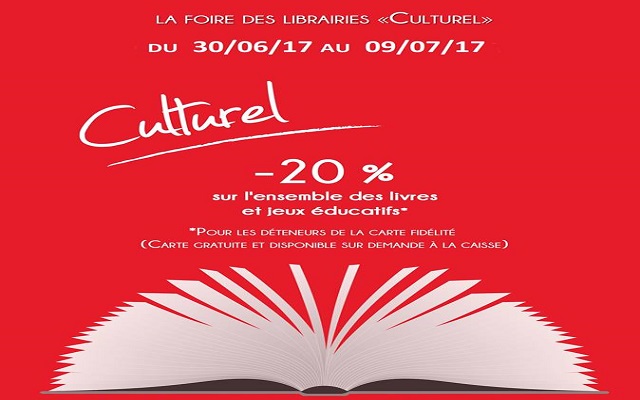 LA FOIRE DES LIBRAIRIES «CULTUREL»
DU 30/06/17 AU 09/07/17
Culturel
-20 %
sur l'ensemble des livres
et jeux éducatifs*
*POUR LES DÉTENEURS DE LA CARTE FIDÉLITÉ
(CARTE GRATUITE ET DISPONIBLE SUR DEMANDE À LA CAISSE)